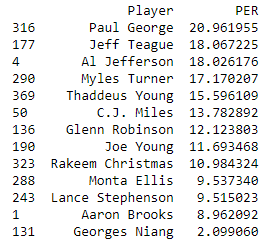 Player PER
316 Paul George 20.961955
177 Jeff Teague 18.067225
4 Al Jefferson 18.026176
290 Myles Turner 17.170207
369 Thaddeus Young 15.596109
50 C.J. Miles 13.782892
136 Glenn Robinson 12.123803
190 Joe Young 11.693468
323 Rakeem Christmas 10.984324
288 Monta Ellis 9.537340
243 Lance Stephenson 9.515023
1 Aaron Brooks 8.962092
131 Georges Niang 2.099060